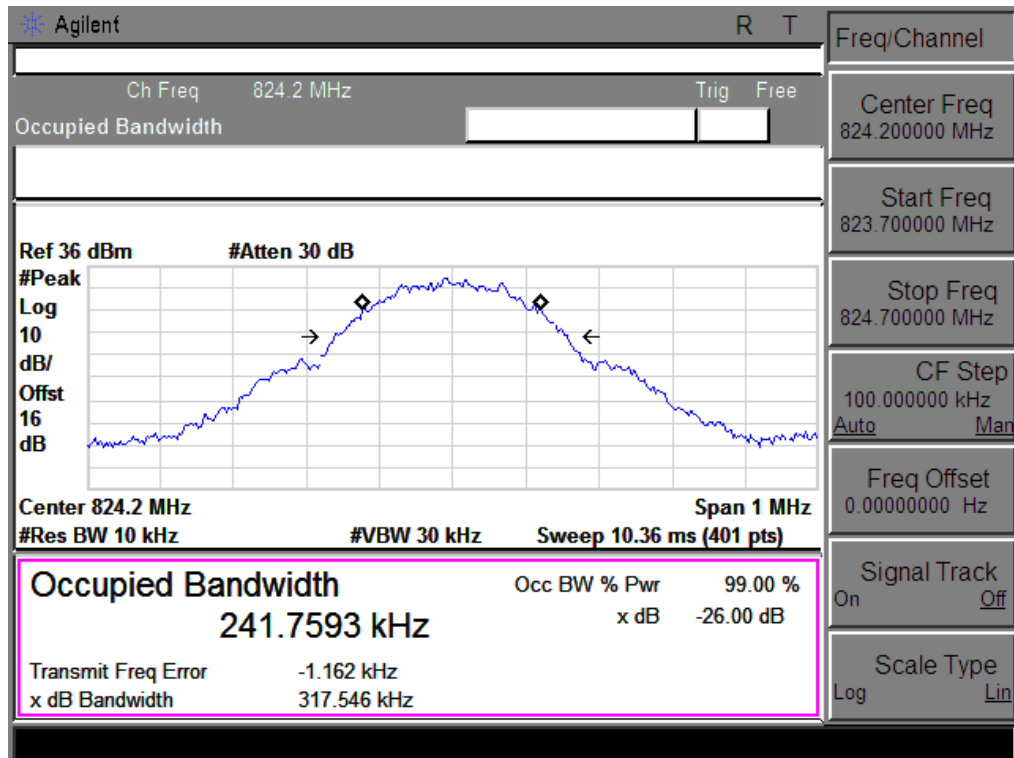 Agilent R T
Ch Freq 824.2 MHz Trig Free
Occupied Bandwidth
Ref 36 dBm #Atten 30 dB
#Peak
Log
10
dB/
Offst
16
dB
Center 824.2 MHz Span 1 MHz
#Res BW 10 kHz #VBW 30 kHz Sweep 10.36 ms (401 pts)
Occupied Bandwidth Occ BW % Pwr 99.00 %
241.7593 kHz x dB -26.00 dB
Transmit Freq Error -1.162 kHz
x dB Bandwidth 317.546 kHz
Freq/Channel
Center Freq
824.200000 MHz
Start Freq
823.700000 MHz
Stop Freq
824.700000 MHz
CF Step
100.000000 kHz
Auto Man
Freq Offset
0.00000000 Hz
Signal Track
On Off
Scale Type
Log Lin